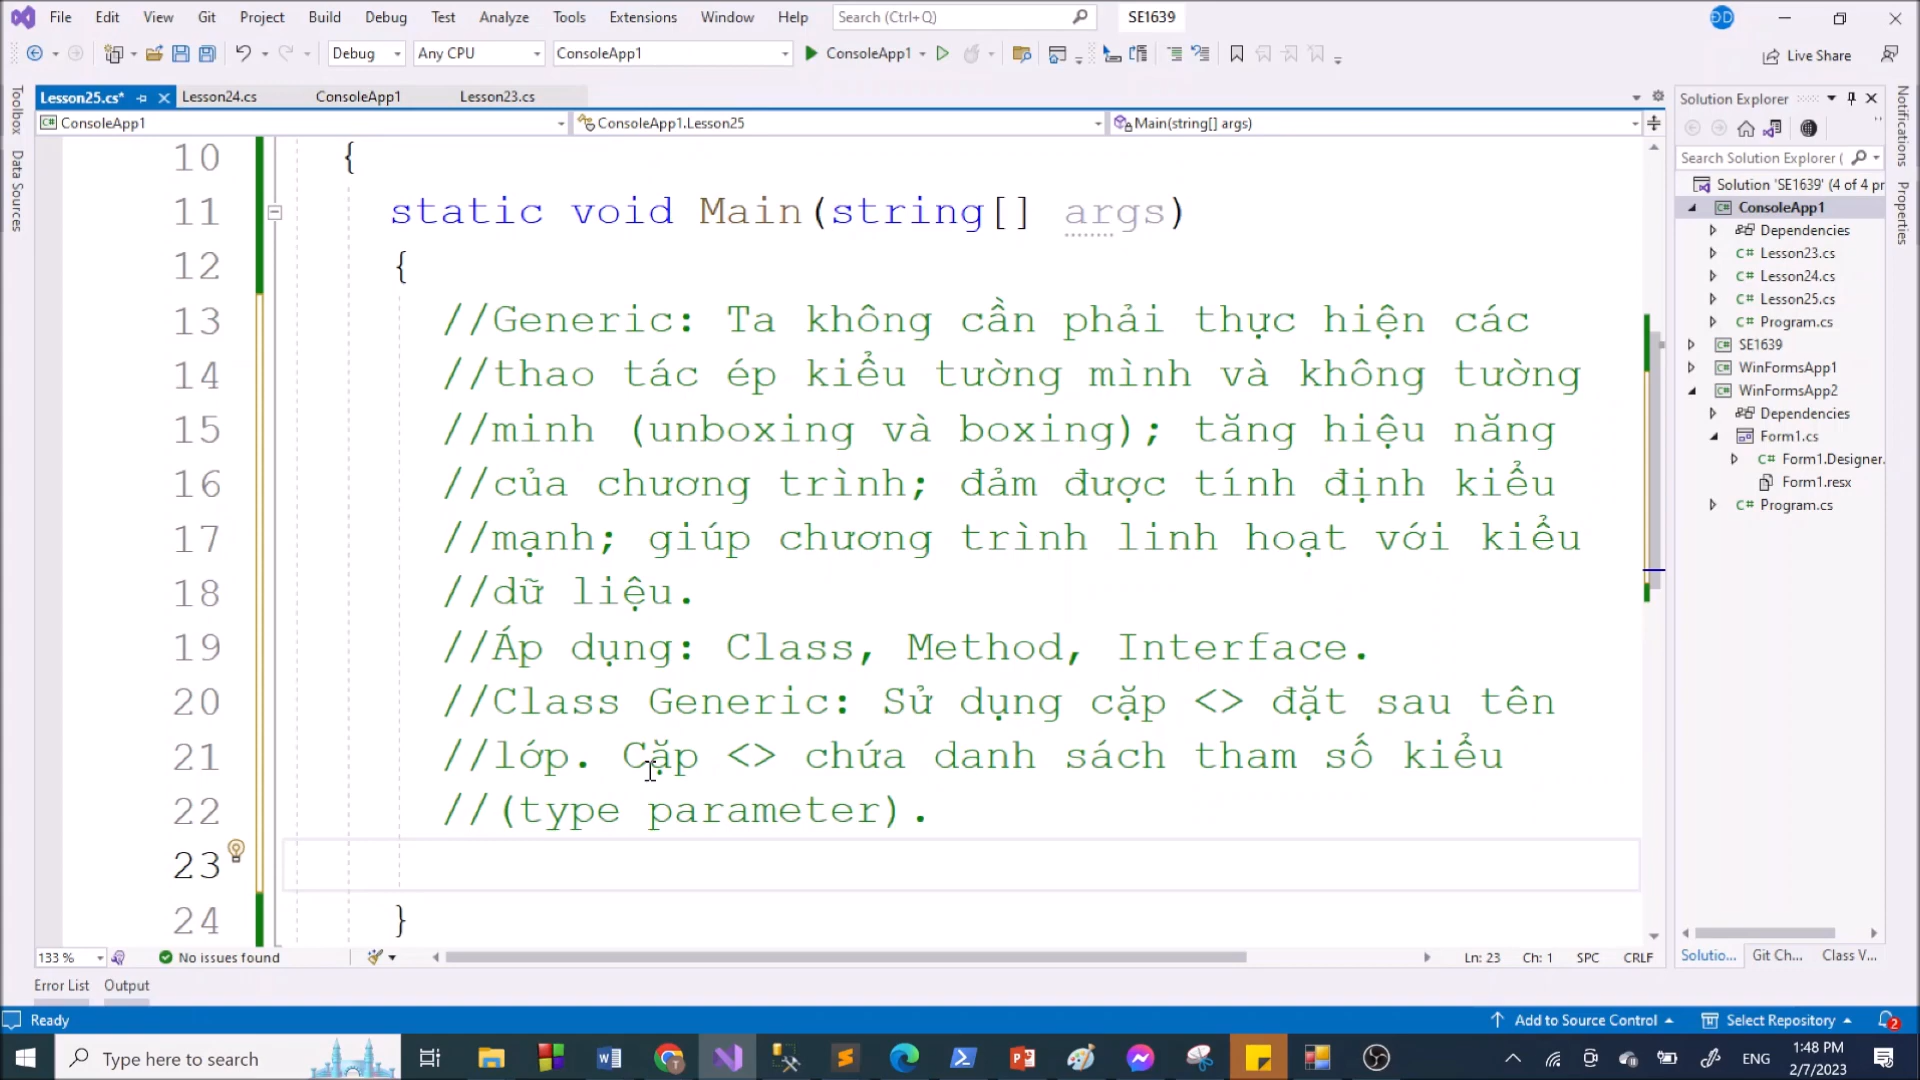 File Edit View Git Project Build Debug Test Analyze Tools Extensions Window Help Search (Ctrl+Q) SE1639 ĐD
Debug Any CPU ConsoleApp1 ConsoleApp1 Live Share
Toolbox
Data Sources
Lesson25.cs* Lesson24.cs ConsoleApp1 Lesson23.cs
ConsoleApp1 ConsoleApp1.Lesson25 Main(string[] args)
10 {
11 static void Main(string[] args)
12 {
13 //Generic: Ta không cần phải thực hiện các
14 //thao tác ép kiểu tường mình và không tường
15 //minh (unboxing và boxing); tăng hiệu năng
16 //của chương trình; đảm được tính định kiểu
17 //mạnh; giúp chương trình linh hoạt với kiểu
18 //dữ liệu.
19 //Áp dụng: Class, Method, Interface.
20 //Class Generic: Sử dụng cặp <> đặt sau tên
21 //lớp. Cặp <> chứa danh sách tham số kiểu
22 //(type parameter).
23
24 }
133 % No issues found Ln: 23 Ch: 1 SPC CRLF
Error List Output
Solution Explorer
Search Solution Explorer (
Solution 'SE1639' (4 of 4 pr
C# ConsoleApp1
Dependencies
C# Lesson23.cs
C# Lesson24.cs
C# Lesson25.cs
C# Program.cs
C# SE1639
C# WinFormsApp1
C# WinFormsApp2
Dependencies
Form1.cs
C# Form1.Designer.
Form1.resx
C# Program.cs
Solutio... Git Ch... Class V...
Notifications
Properties
Ready Add to Source Control Select Repository 2
Type here to search ENG 1:48 PM
2/7/2023